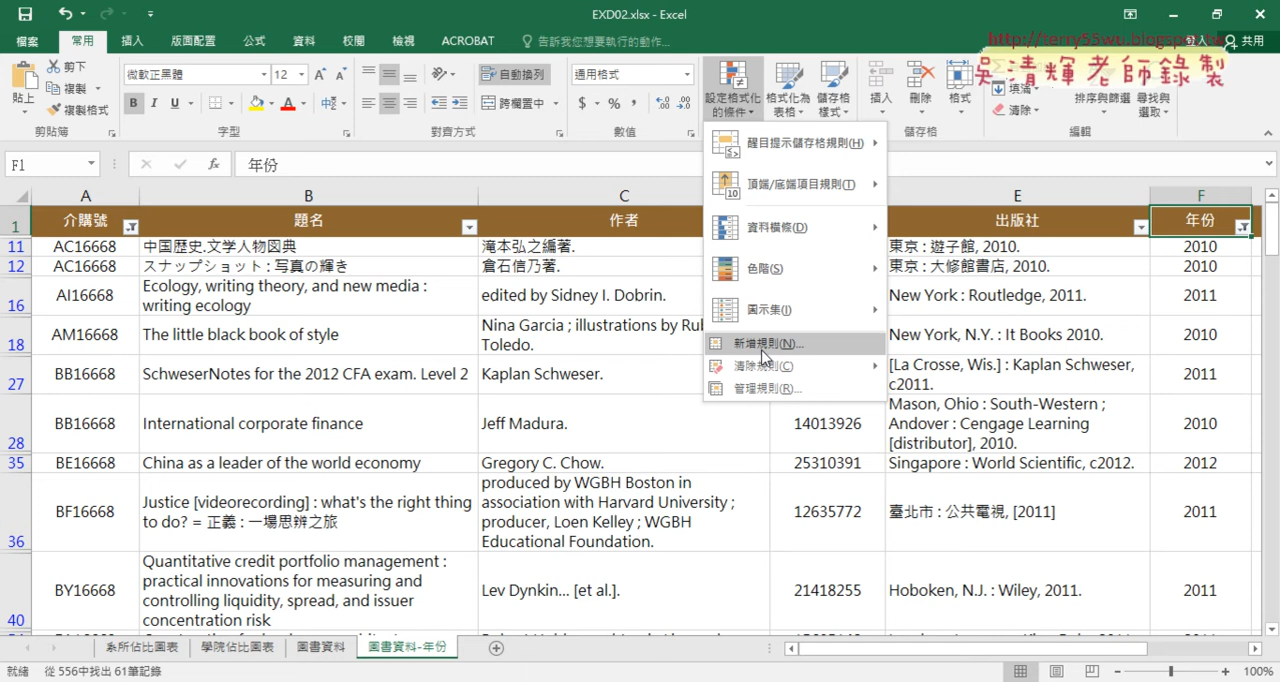 EXD02.xlsx - Excel
檔案 常用 插入 版面配置 公式 資料 校閱 檢視 ACROBAT 告訴我您想要執行的動作... 登入 共用
http://terry55wu.blogspot.tw
吳清輝老師錄製
貼上 剪下 複製 複製格式
微軟正黑體 12 A A
B I U
自動換列
跨欄置中
通用格式
$ % ,
設定格式化的條件 格式化為表格 儲存格樣式
插入 刪除 格式
填滿 清除
排序與篩選 尋找與選取
剪貼簿 字型 對齊方式 數值 儲存格 編輯
F1 fx 年份
醒目提示儲存格規則(H)
頂端/底端項目規則(T)
資料橫條(D)
色階(S)
圖示集(I)
新增規則(N)...
清除規則(C)
管理規則(R)...
A B C E F
1 介購號 題名 作者 出版社 年份
11 AC16668 中国歴史.文学人物図典 滝本弘之編著. 東京 : 遊子館, 2010. 2010
12 AC16668 スナップショット : 写真の輝き 倉石信乃著. 東京 : 大修館書店, 2010. 2010
16 AI16668 Ecology, writing theory, and new media : writing ecology edited by Sidney I. Dobrin. New York : Routledge, 2011. 2011
18 AM16668 The little black book of style Nina Garcia ; illustrations by Ru Toledo. New York, N.Y. : It Books 2010. 2010
27 BB16668 SchweserNotes for the 2012 CFA exam. Level 2 Kaplan Schweser. [La Crosse, Wis.] : Kaplan Schweser, c2011. 2011
28 BB16668 International corporate finance Jeff Madura. 14013926 Mason, Ohio : South-Western ; Andover : Cengage Learning [distributor], 2010. 2010
35 BE16668 China as a leader of the world economy Gregory C. Chow. 25310391 Singapore : World Scientific, c2012. 2012
36 BF16668 Justice [videorecording] : what's the right thing to do? = 正義 : 一場思辨之旅 produced by WGBH Boston in association with Harvard University ; producer, Loen Kelley ; WGBH Educational Foundation. 12635772 臺北市 : 公共電視, [2011] 2011
40 BY16668 Quantitative credit portfolio management : practical innovations for measuring and controlling liquidity, spread, and issuer concentration risk Lev Dynkin... [et al.]. 21418255 Hoboken, N.J. : Wiley, 2011. 2011
系所佔比圖表 學院佔比圖表 圖書資料 圖書資料-年份
就緒 從 556中找出 61筆記錄 100%